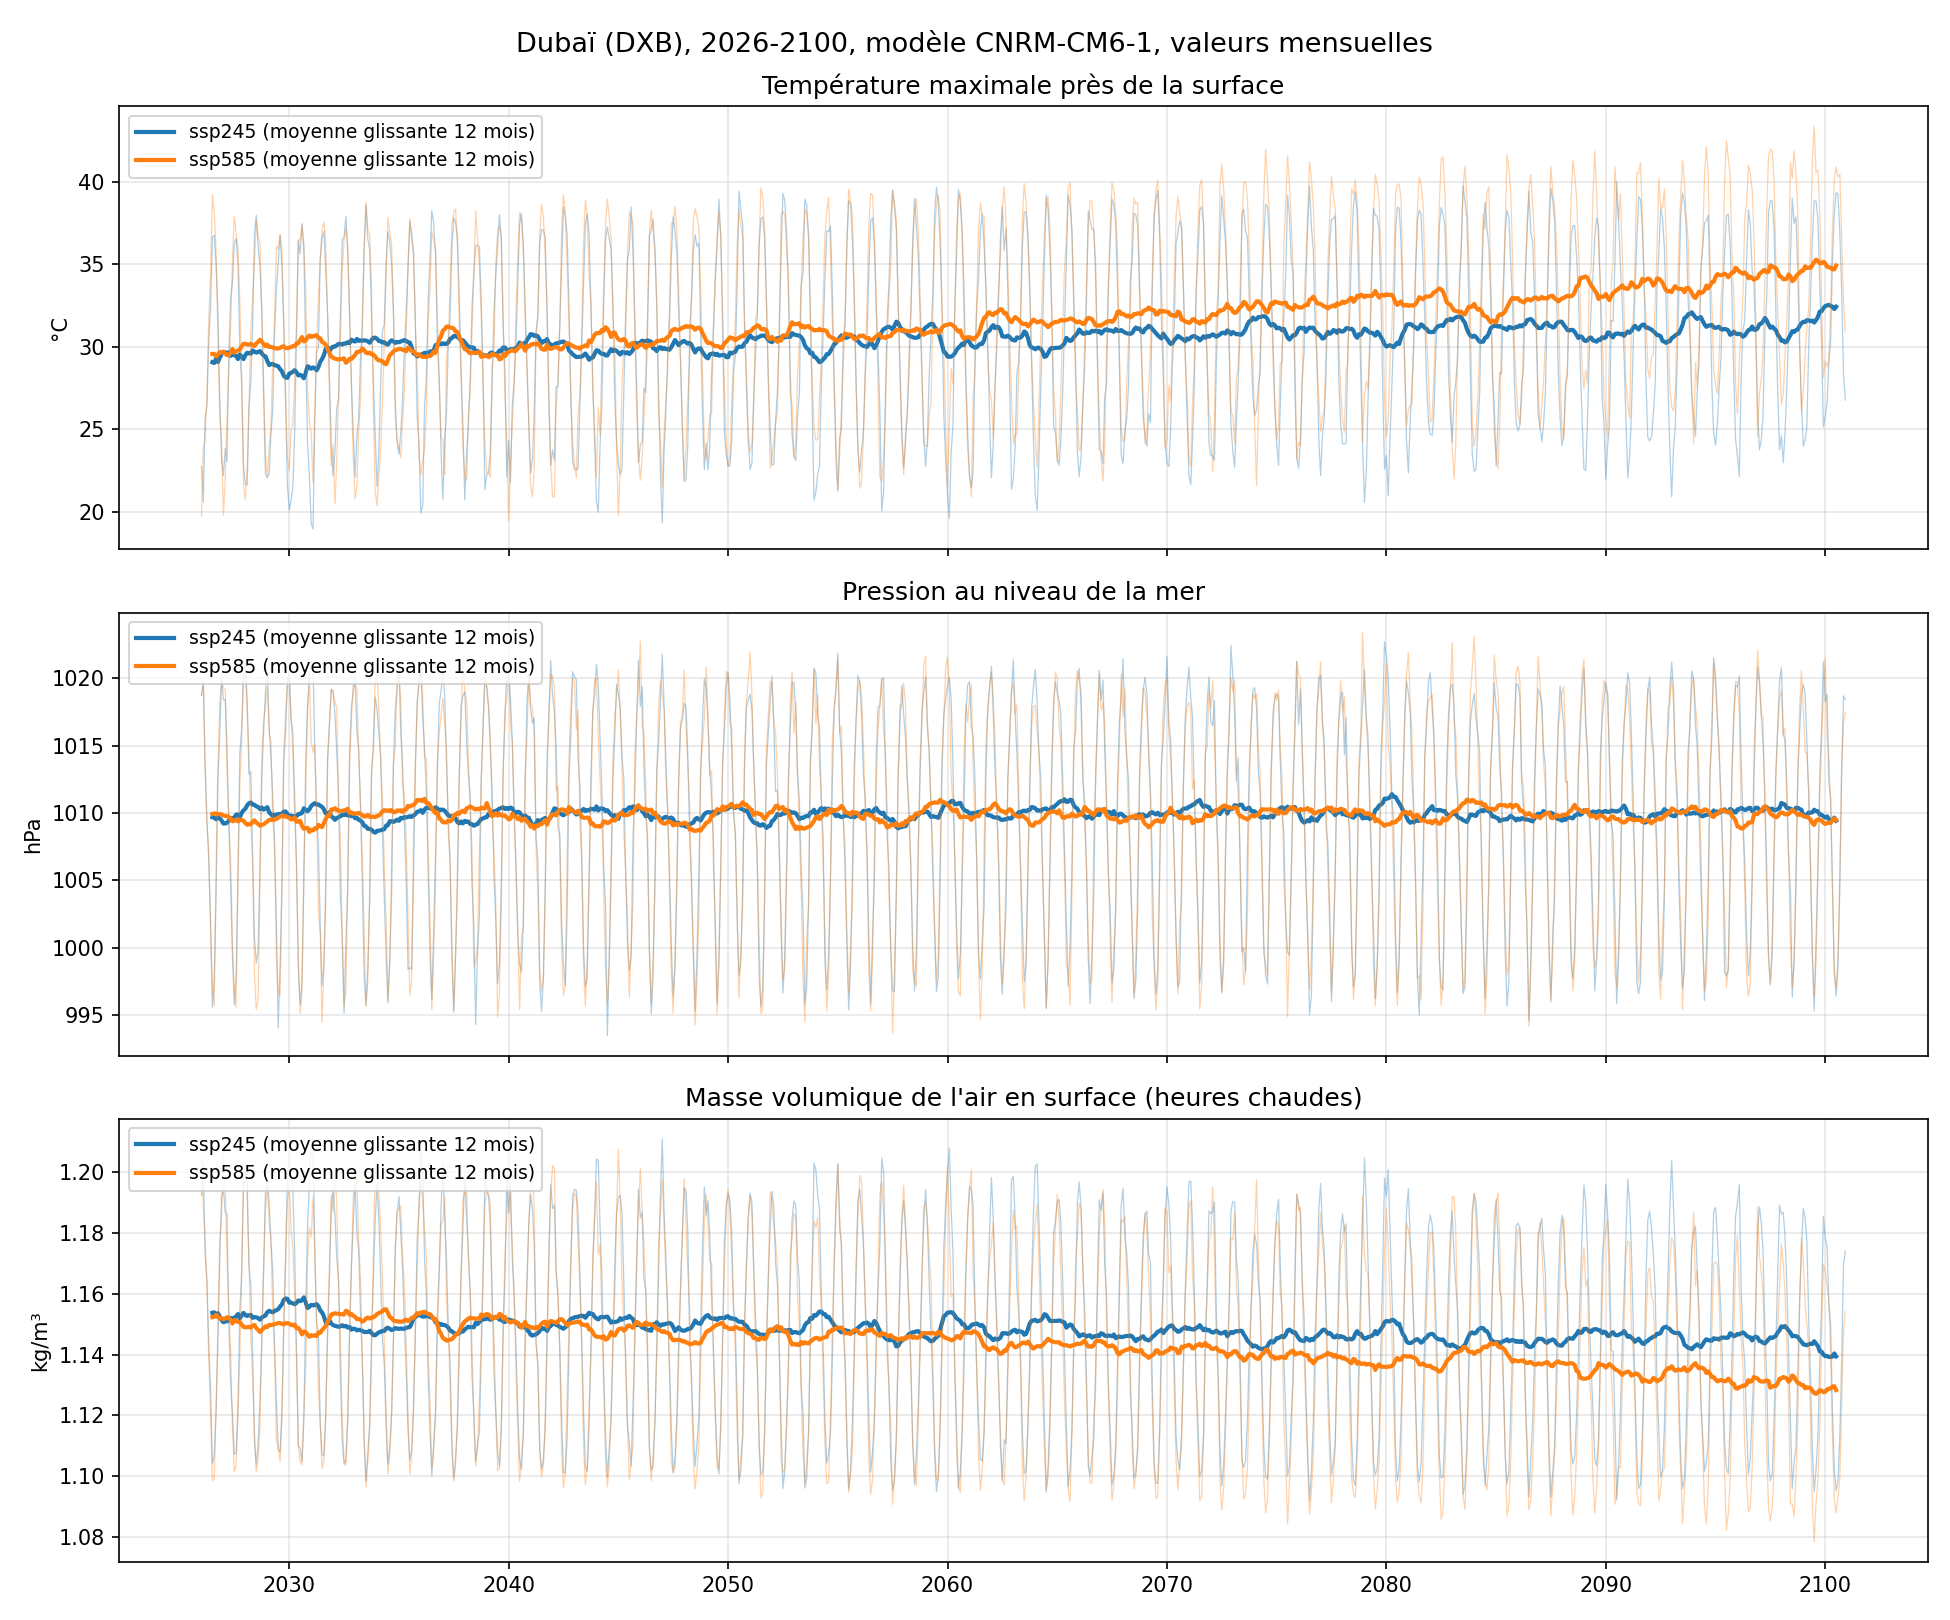 Dubaï (DXB), 2026-2100, modèle CNRM-CM6-1, valeurs mensuelles
Température maximale près de la surface
ssp245 (moyenne glissante 12 mois)
ssp585 (moyenne glissante 12 mois)
40
35
30
25
20
°C
Pression au niveau de la mer
ssp245 (moyenne glissante 12 mois)
ssp585 (moyenne glissante 12 mois)
1020
1015
1010
1005
1000
995
hPa
Masse volumique de l'air en surface (heures chaudes)
ssp245 (moyenne glissante 12 mois)
ssp585 (moyenne glissante 12 mois)
1.20
1.18
1.16
1.14
1.12
1.10
1.08
kg/m³
2030 2040 2050 2060 2070 2080 2090 2100